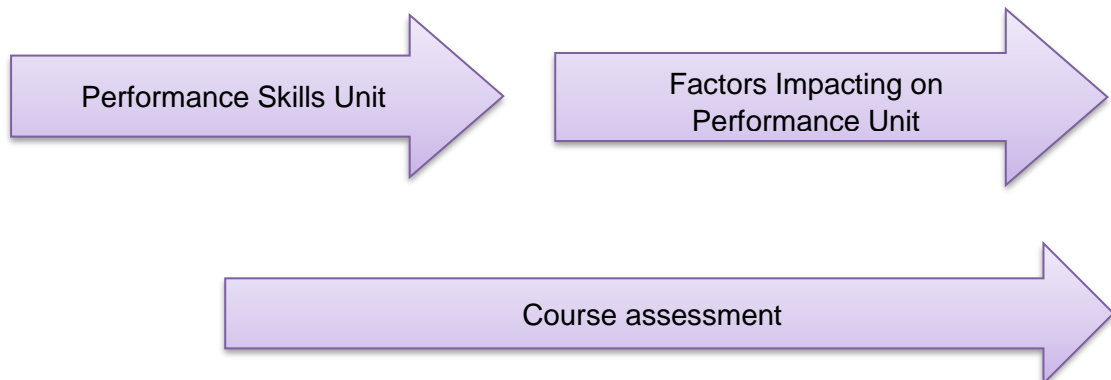 Performance Skills Unit
Factors Impacting on
Performance Unit
Course assessment